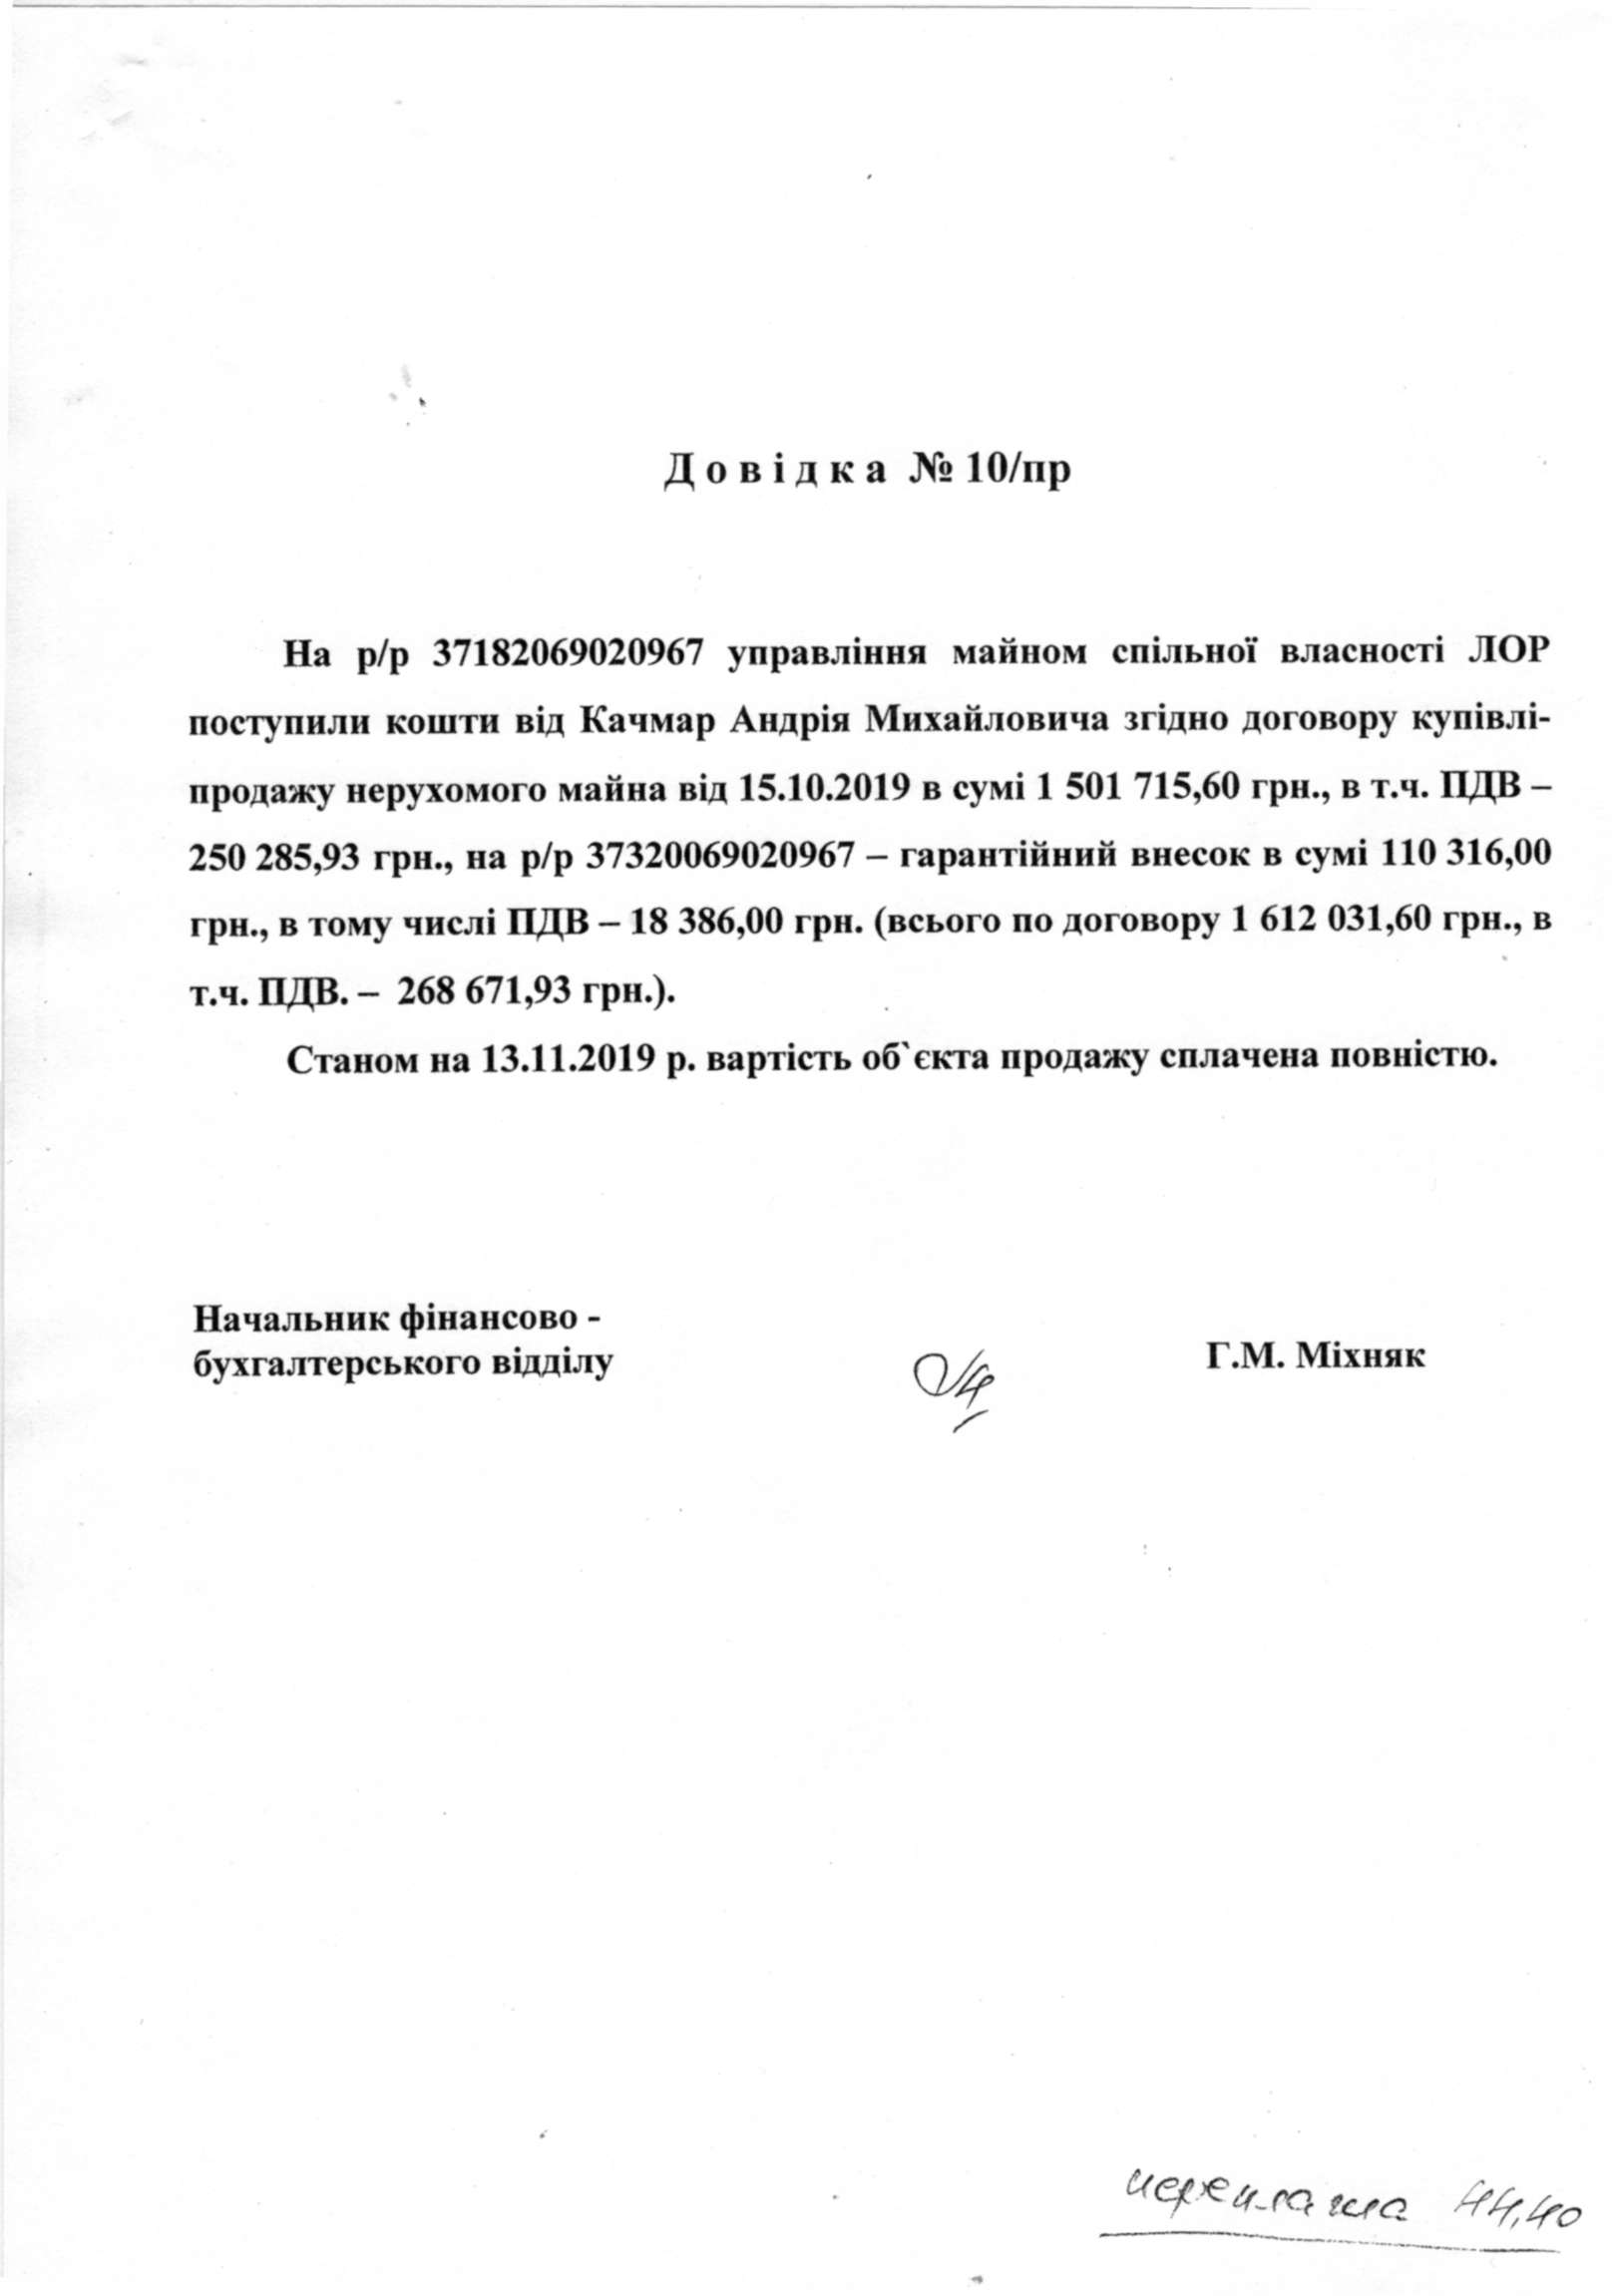 Довідка № 10/пр
На р/р 37182069020967 управління майном спільної власності ЛОР
поступили кошти від Качмар Андрія Михайловича згідно договору купівлі-
продажу нерухомого майна від 15.10.2019 в сумі 1 501 715,60 грн., в т.ч. ПДВ –
250 285,93 грн., на р/р 37320069020967 – гарантійний внесок в сумі 110 316,00
грн., в тому числі ПДВ – 18 386,00 грн. (всього по договору 1 612 031,60 грн., в
т.ч. ПДВ. – 268 671,93 грн.).
Станом на 13.11.2019 р. вартість об`єкта продажу сплачена повністю.
Начальник фінансово -
бухгалтерського відділу
Г.М. Міхняк
переплата 44,40